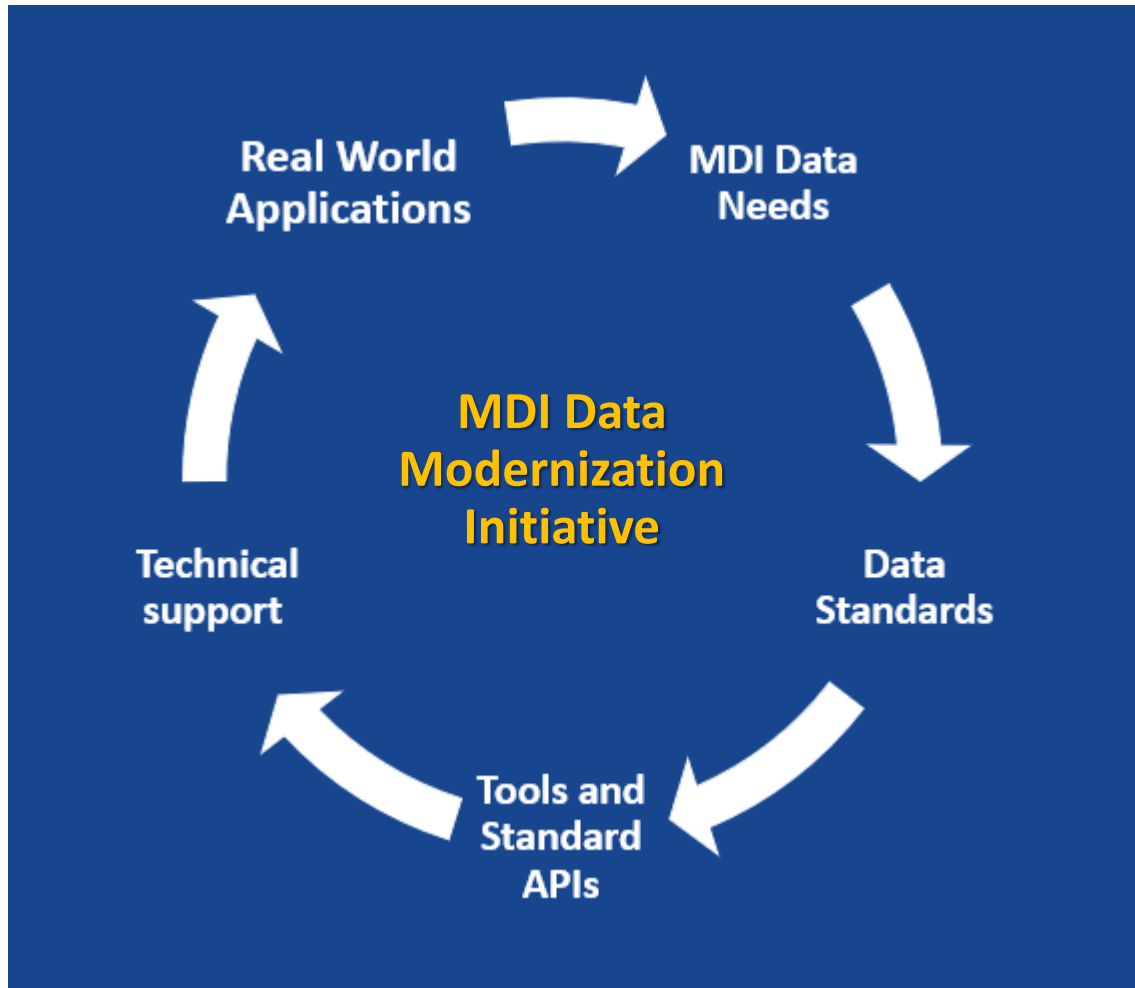 Real World
Applications
MDI Data
Needs
MDI Data
Modernization
Initiative
Technical
support
Data
Standards
Tools and
Standard
APIs